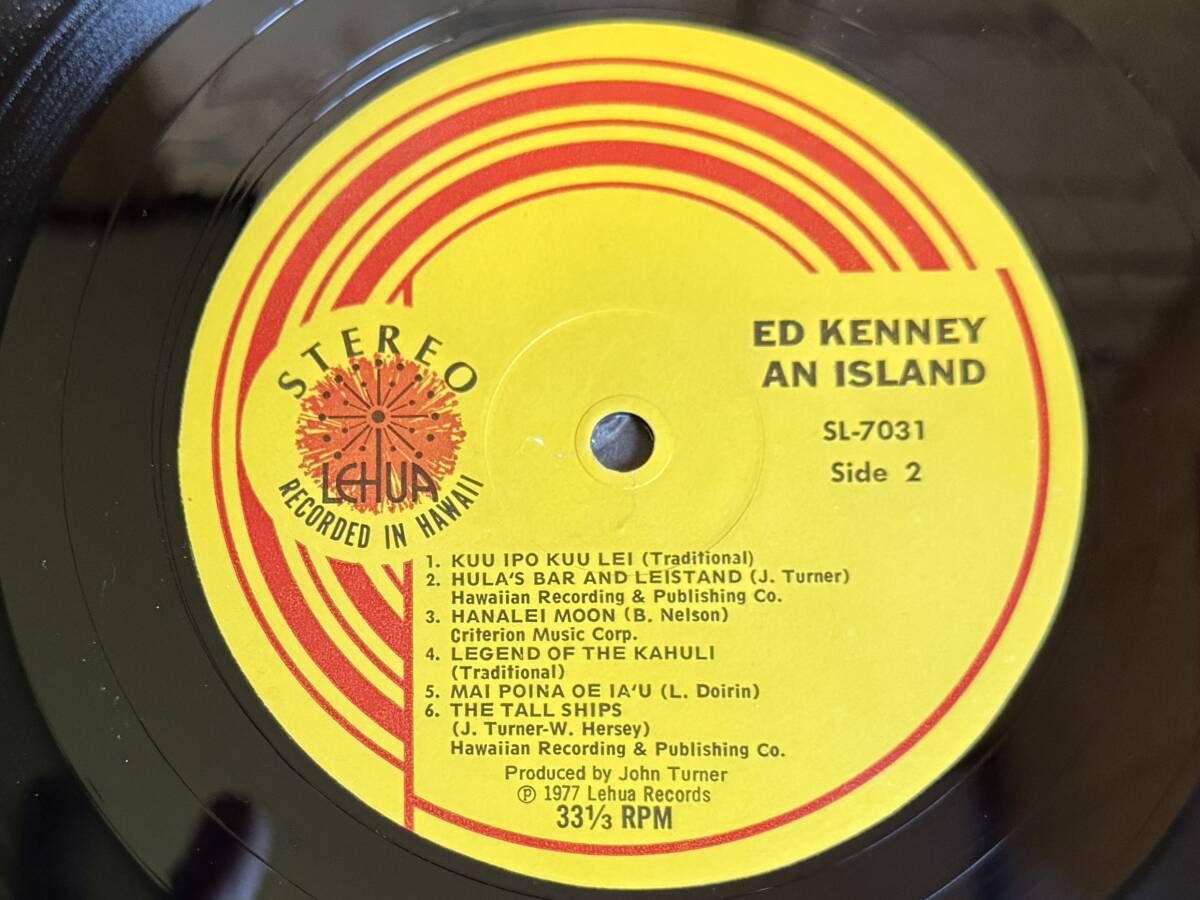 STEREO
LEHUA
RECORDED IN HAWAII
ED KENNEY
AN ISLAND
SL-7031
Side 2
1. KUU IPO KUU LEI (Traditional)
2. HULA'S BAR AND LEISTAND (J. Turner)
Hawaiian Recording & Publishing Co.
3. HANALEI MOON (B. Nelson)
Criterion Music Corp.
4. LEGEND OF THE KAHULI
(Traditional)
5. MAI POINA OE IA'U (L. Doirin)
6. THE TALL SHIPS
(J. Turner-W. Hersey)
Hawaiian Recording & Publishing Co.
Produced by John Turner
℗ 1977 Lehua Records
33⅓ RPM